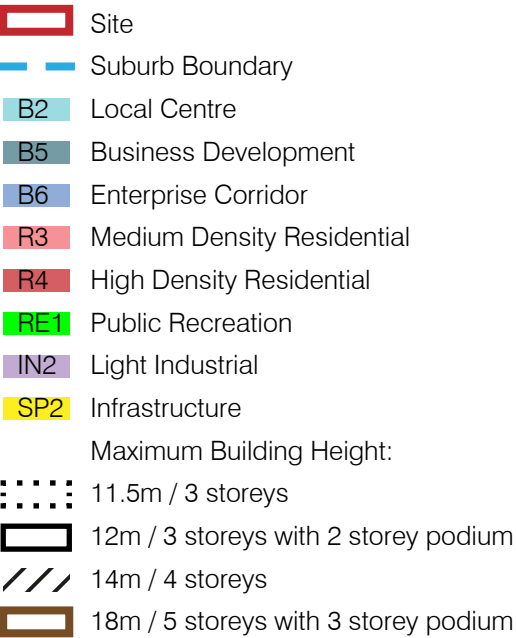 Site
Suburb Boundary
B2 Local Centre
B5 Business Development
B6 Enterprise Corridor
R3 Medium Density Residential
R4 High Density Residential
RE1 Public Recreation
IN2 Light Industrial
SP2 Infrastructure
Maximum Building Height:
11.5m / 3 storeys
12m / 3 storeys with 2 storey podium
14m / 4 storeys
18m / 5 storeys with 3 storey podium